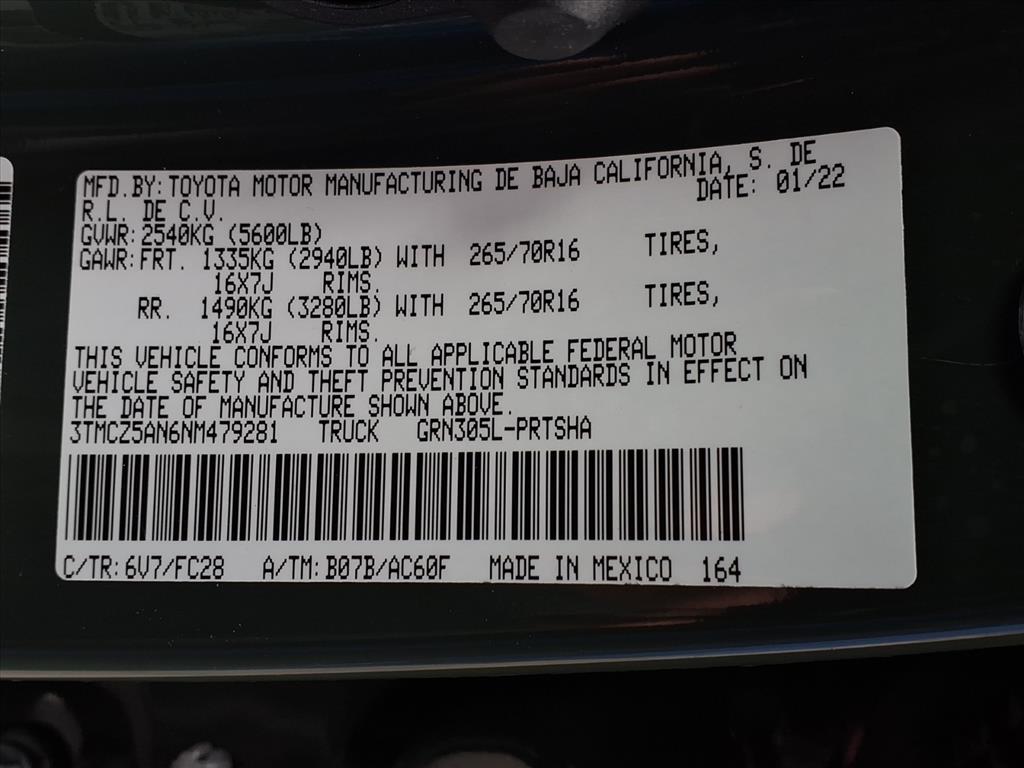 MFD.BY: TOYOTA MOTOR MANUFACTURING DE BAJA CALIFORNIA, S. DE
R.L. DE C.V. DATE: 01/22
GVWR: 2540KG (5600LB)
GAWR: FRT. 1335KG (2940LB) WITH 265/70R16 TIRES,
16X7J RIMS.
RR. 1490KG (3280LB) WITH 265/70R16 TIRES,
16X7J RIMS.
THIS VEHICLE CONFORMS TO ALL APPLICABLE FEDERAL MOTOR
VEHICLE SAFETY AND THEFT PREVENTION STANDARDS IN EFFECT ON
THE DATE OF MANUFACTURE SHOWN ABOVE.
3TMCZ5AN6NM479281 TRUCK GRN305L-PRTSHA
C/TR: 6V7/FC28 A/TM: B07B/AC60F MADE IN MEXICO 164